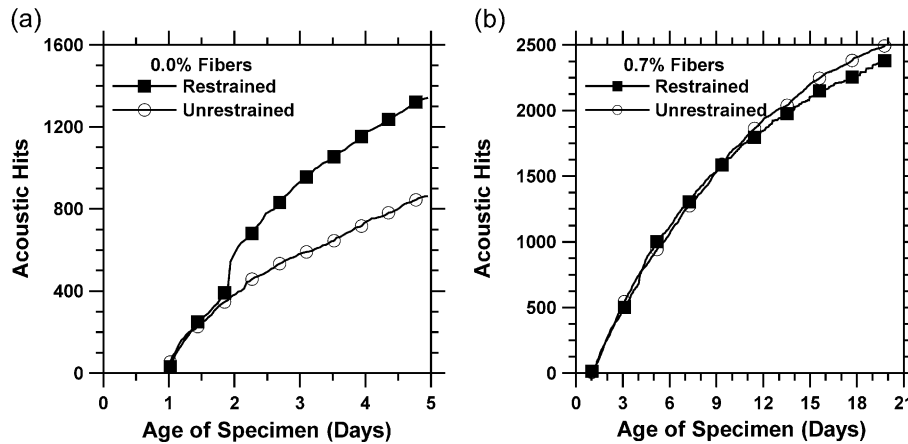 (a)
1600
1200
800
400
0
0.0% Fibers
Restrained
Unrestrained
Acoustic Hits
0 1 2 3 4 5
Age of Specimen (Days)
(b)
2500
2000
1500
1000
500
0
0.7% Fibers
Restrained
Unrestrained
Acoustic Hits
0 3 6 9 12 15 18 21
Age of Specimen (Days)